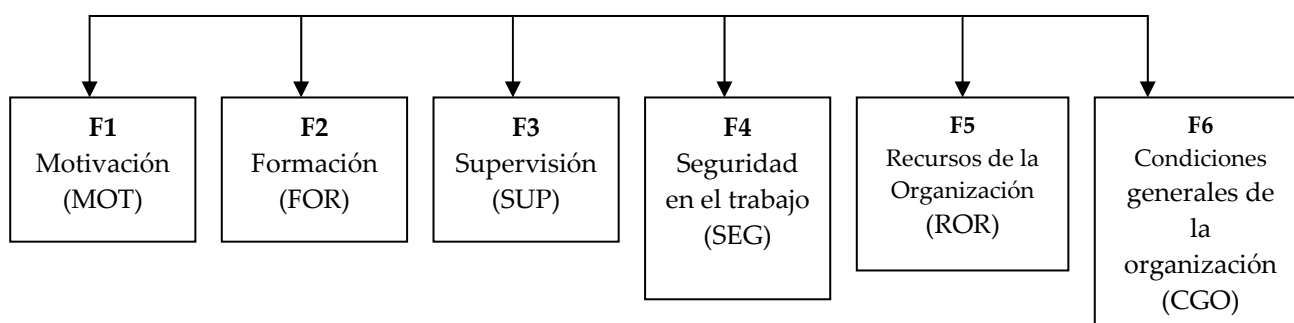 F1
Motivación
(MOT)
F2
Formación
(FOR)
F3
Supervisión
(SUP)
F4
Seguridad
en el trabajo
(SEG)
F5
Recursos de la
Organización
(ROR)
F6
Condiciones
generales de
la
organización
(CGO)